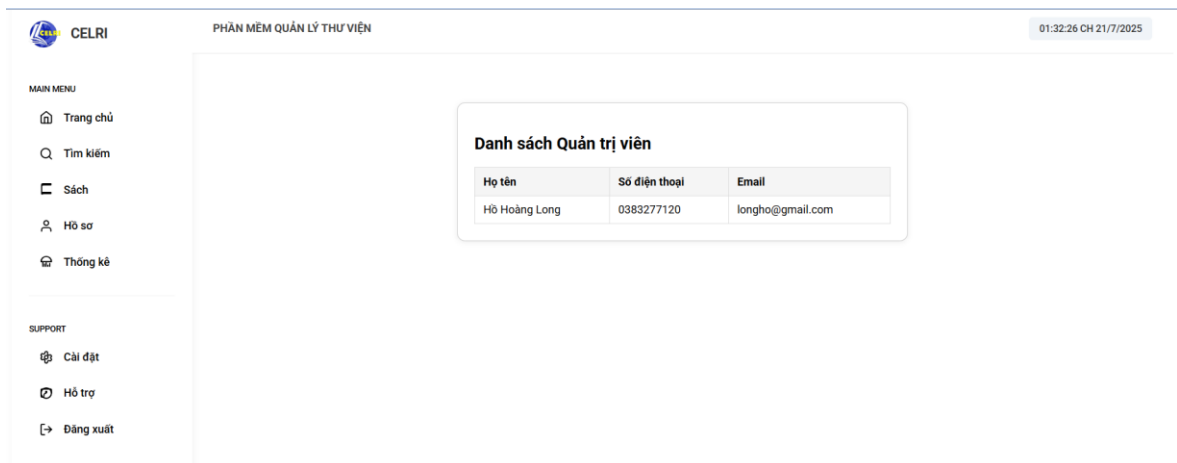 CELRI
CELRI
PHẦN MỀM QUẢN LÝ THƯ VIỆN
01:32:26 CH 21/7/2025
MAIN MENU
Trang chủ
Tìm kiếm
Sách
Hồ sơ
Thống kê
SUPPORT
Cài đặt
Hỗ trợ
Đăng xuất
Danh sách Quản trị viên
Họ tên Số điện thoại Email
Hồ Hoàng Long 0383277120 longho@gmail.com